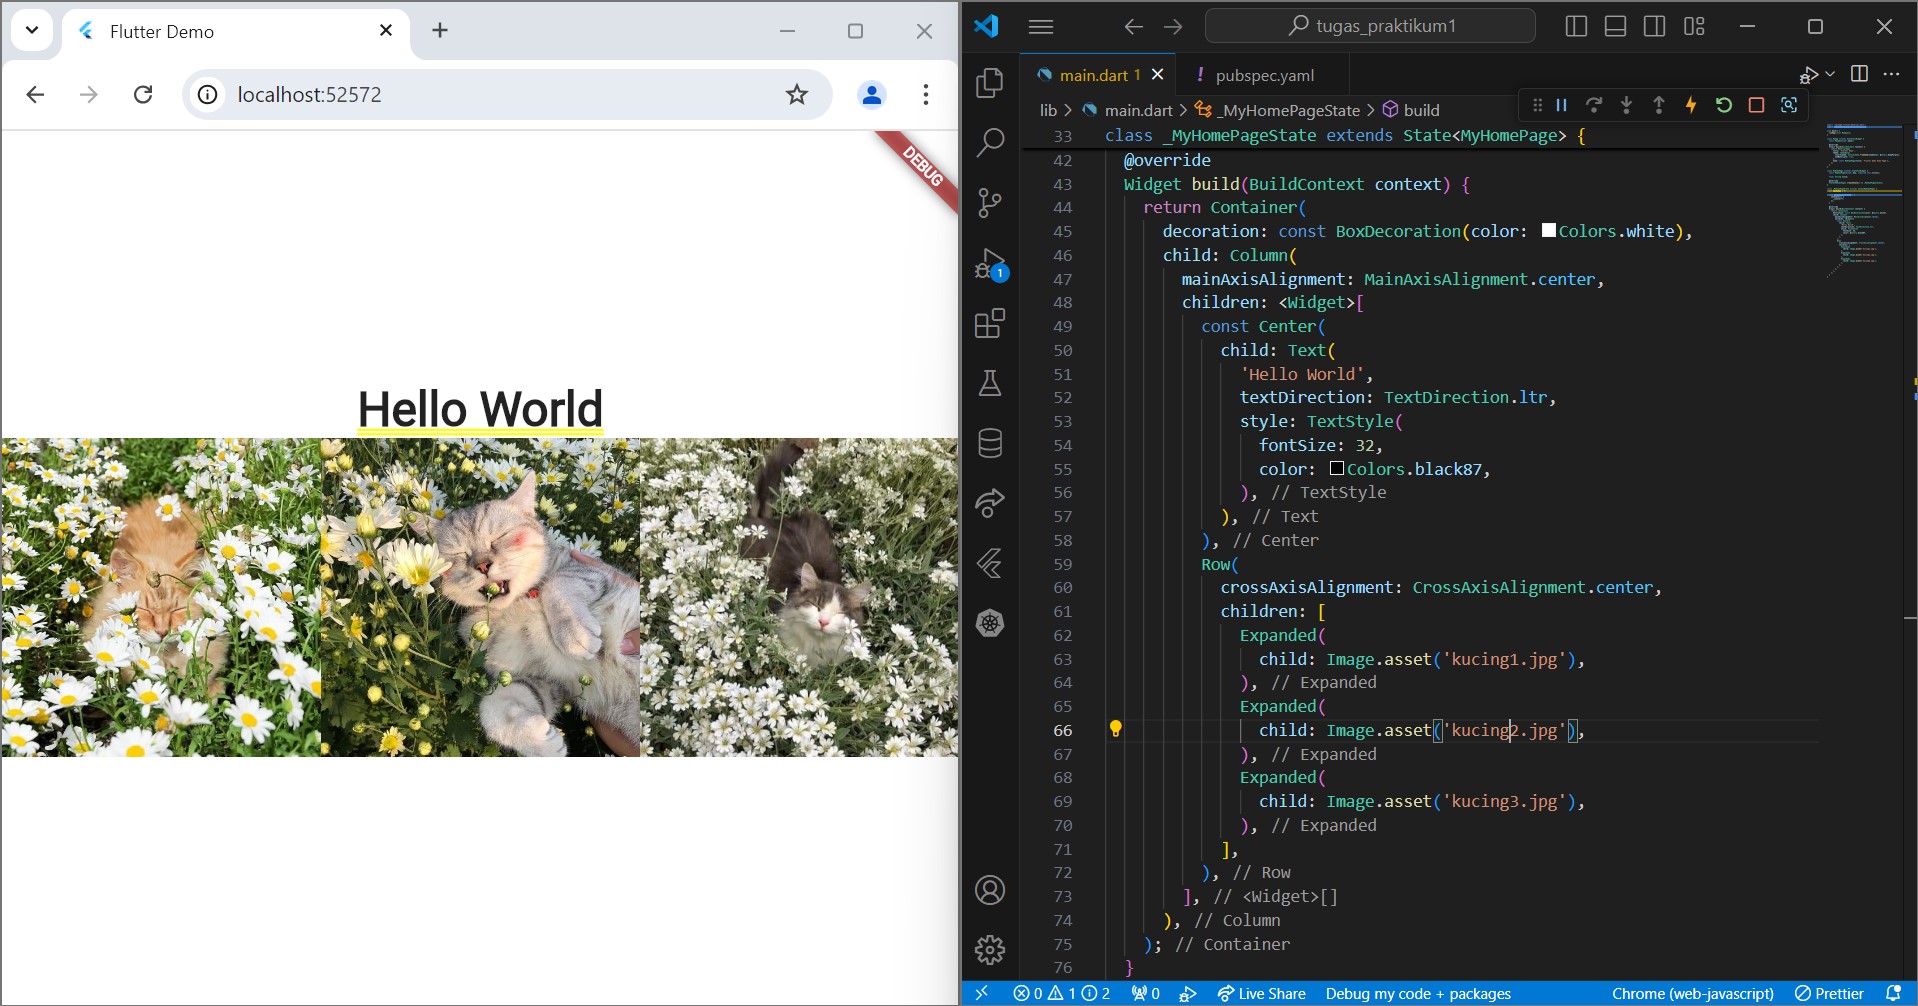 Flutter Demo
localhost:52572
DEBUG
Hello World
tugas_praktikum1
main.dart 1
! pubspec.yaml
lib > main.dart > _MyHomePageState > build
33 class _MyHomePageState extends State<MyHomePage> {
42 @override
43 Widget build(BuildContext context) {
44 return Container(
45 decoration: const BoxDecoration(color: Colors.white),
46 child: Column(
47 mainAxisAlignment: MainAxisAlignment.center,
48 children: <Widget>[
49 const Center(
50 child: Text(
51 'Hello World',
52 textDirection: TextDirection.ltr,
53 style: TextStyle(
54 fontSize: 32,
55 color: Colors.black87,
56 ), // TextStyle
57 ), // Text
58 ), // Center
59 Row(
60 crossAxisAlignment: CrossAxisAlignment.center,
61 children: [
62 Expanded(
63 child: Image.asset('kucing1.jpg'),
64 ), // Expanded
65 Expanded(
66 child: Image.asset('kucing2.jpg'),
67 ), // Expanded
68 Expanded(
69 child: Image.asset('kucing3.jpg'),
70 ), // Expanded
71 ],
72 ), // Row
73 ], // <Widget>[]
74 ), // Column
75 ); // Container
76 }
1
0 1 2 0 Live Share Debug my code + packages Chrome (web-javascript) Prettier